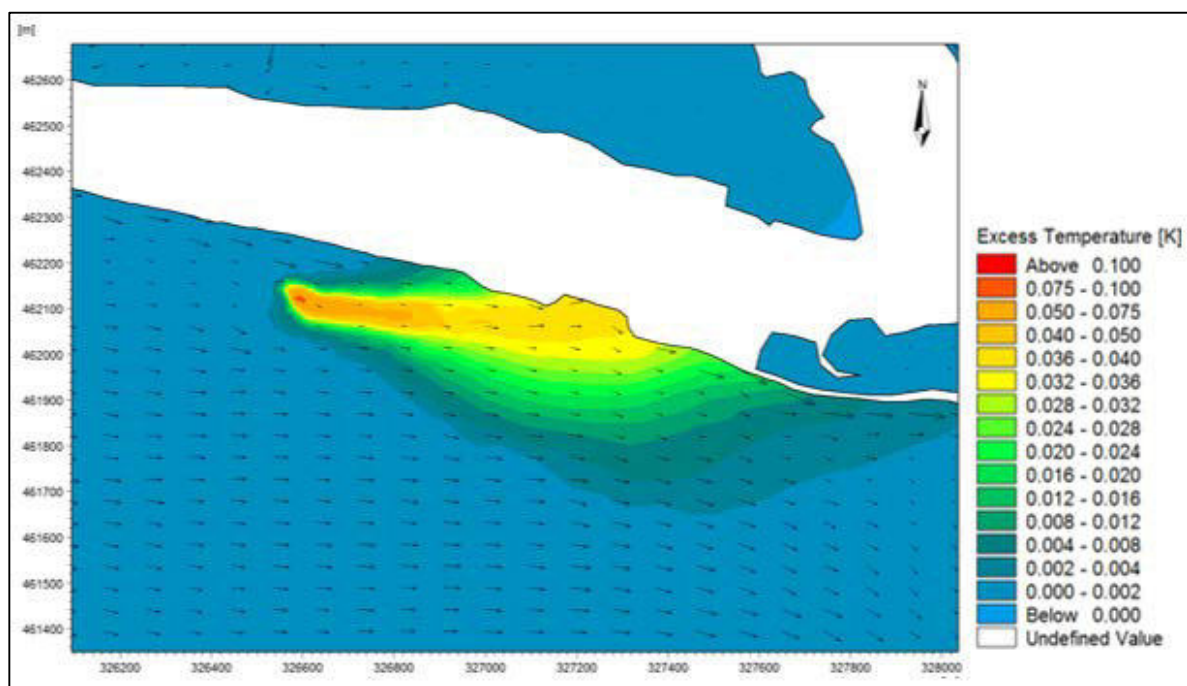 [m]
462600
462500
462400
462300
462200
462100
462000
461900
461800
461700
461600
461500
461400
326200 326400 326600 326800 327000 327200 327400 327600 327800 328000
N
Excess Temperature [K]
Above 0.100
0.075 - 0.100
0.050 - 0.075
0.040 - 0.050
0.036 - 0.040
0.032 - 0.036
0.028 - 0.032
0.024 - 0.028
0.020 - 0.024
0.016 - 0.020
0.012 - 0.016
0.008 - 0.012
0.004 - 0.008
0.002 - 0.004
0.000 - 0.002
Below 0.000
Undefined Value